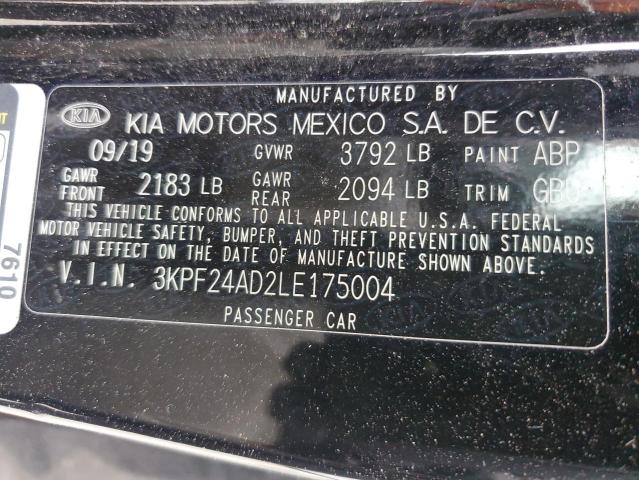 MANUFACTURED BY
KIA KIA MOTORS MEXICO S.A. DE C.V.
09/19 GVWR 3792 LB PAINT ABP
GAWR FRONT 2183 LB GAWR REAR 2094 LB TRIM
THIS VEHICLE CONFORMS TO ALL APPLICABLE U.S.A. FEDERAL
MOTOR VEHICLE SAFETY, BUMPER, AND THEFT PREVENTION STANDARDS
IN EFFECT ON THE DATE OF MANUFACTURE SHOWN ABOVE.
V.I.N. 3KPF24AD2LE175004
PASSENGER CAR
7610